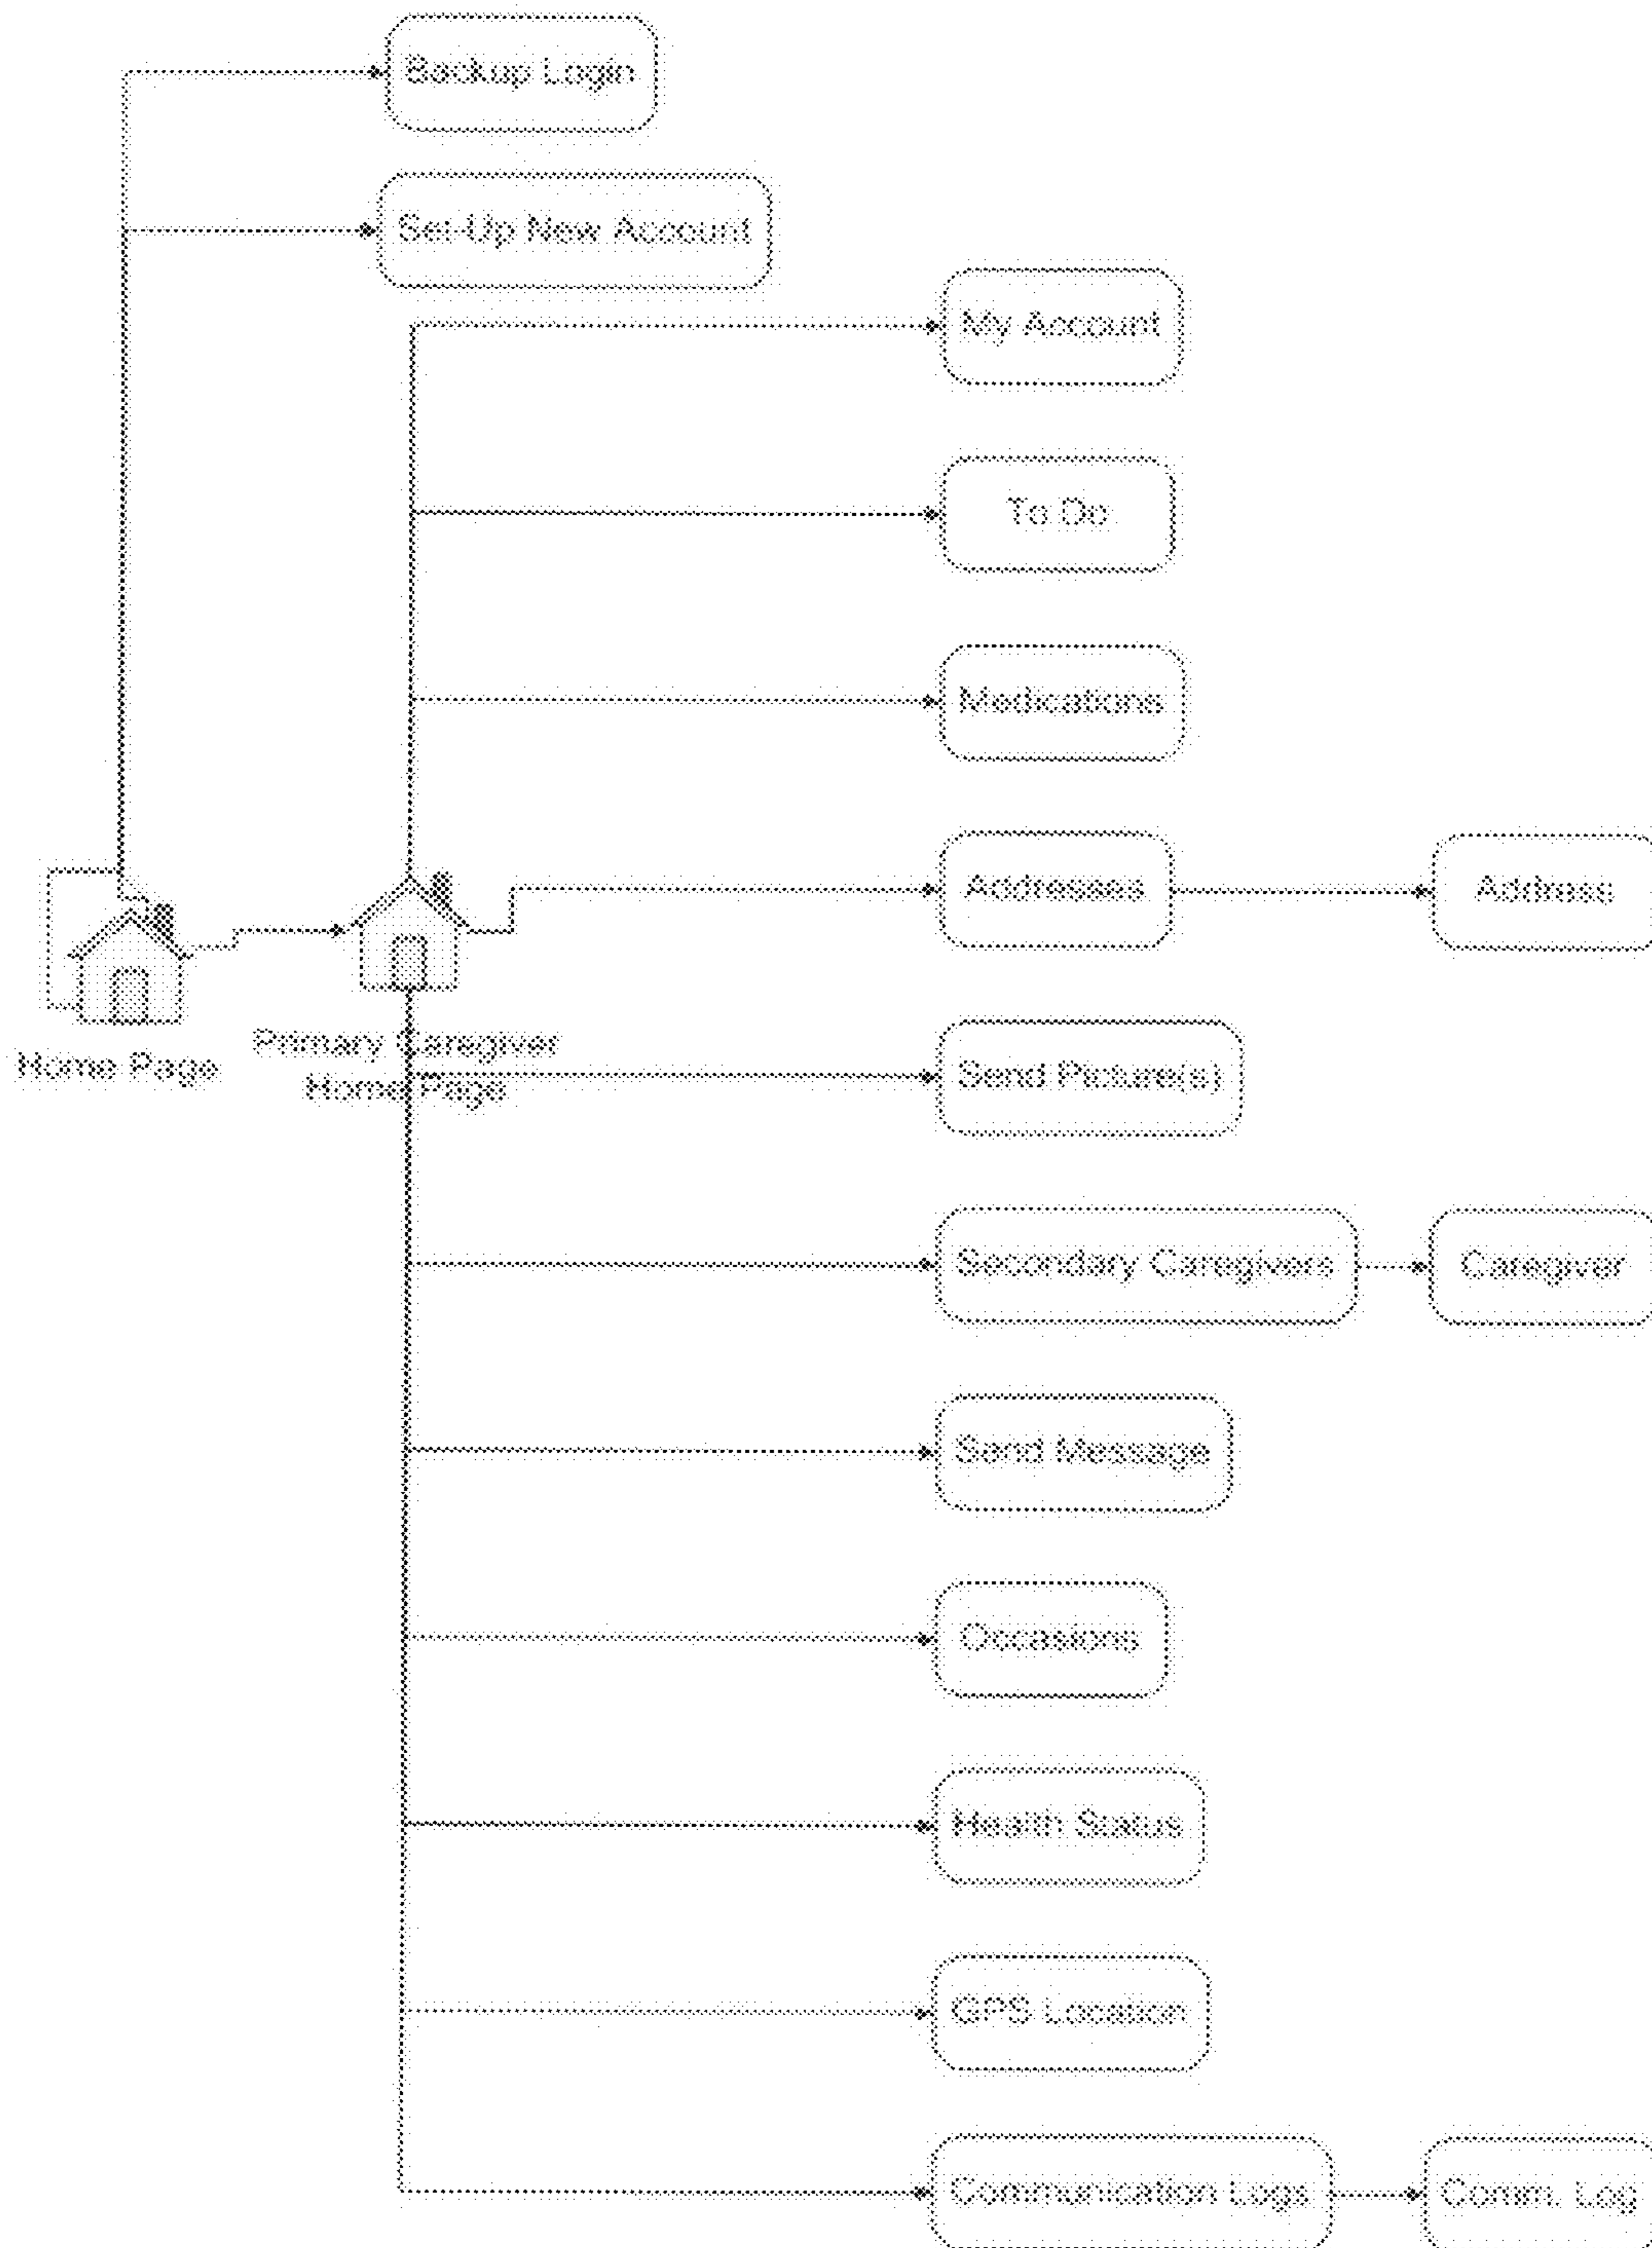 Backup Login
Set-Up New Account
My Account
To Do
Medications
Addresses
Address
Home Page
Primary Caregiver
Home Page
Send Picture(s)
Secondary Caregivers
Caregiver
Send Message
Occasions
Health Status
GPS Location
Communication Logs
Comm. Log